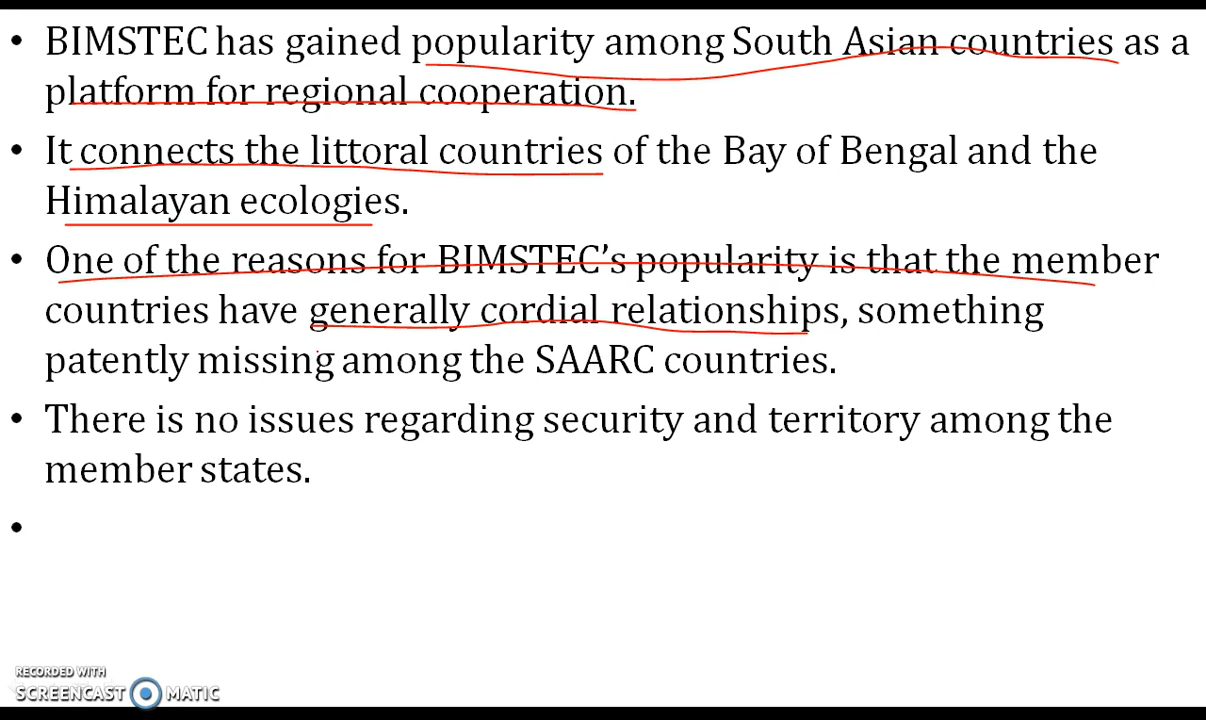 • BIMSTEC has gained popularity among South Asian countries as a
platform for regional cooperation.
• It connects the littoral countries of the Bay of Bengal and the
Himalayan ecologies.
• One of the reasons for BIMSTEC’s popularity is that the member
countries have generally cordial relationships, something
patently missing among the SAARC countries.
• There is no issues regarding security and territory among the
member states.
•
RECORDED WITH
SCREENCAST MATIC